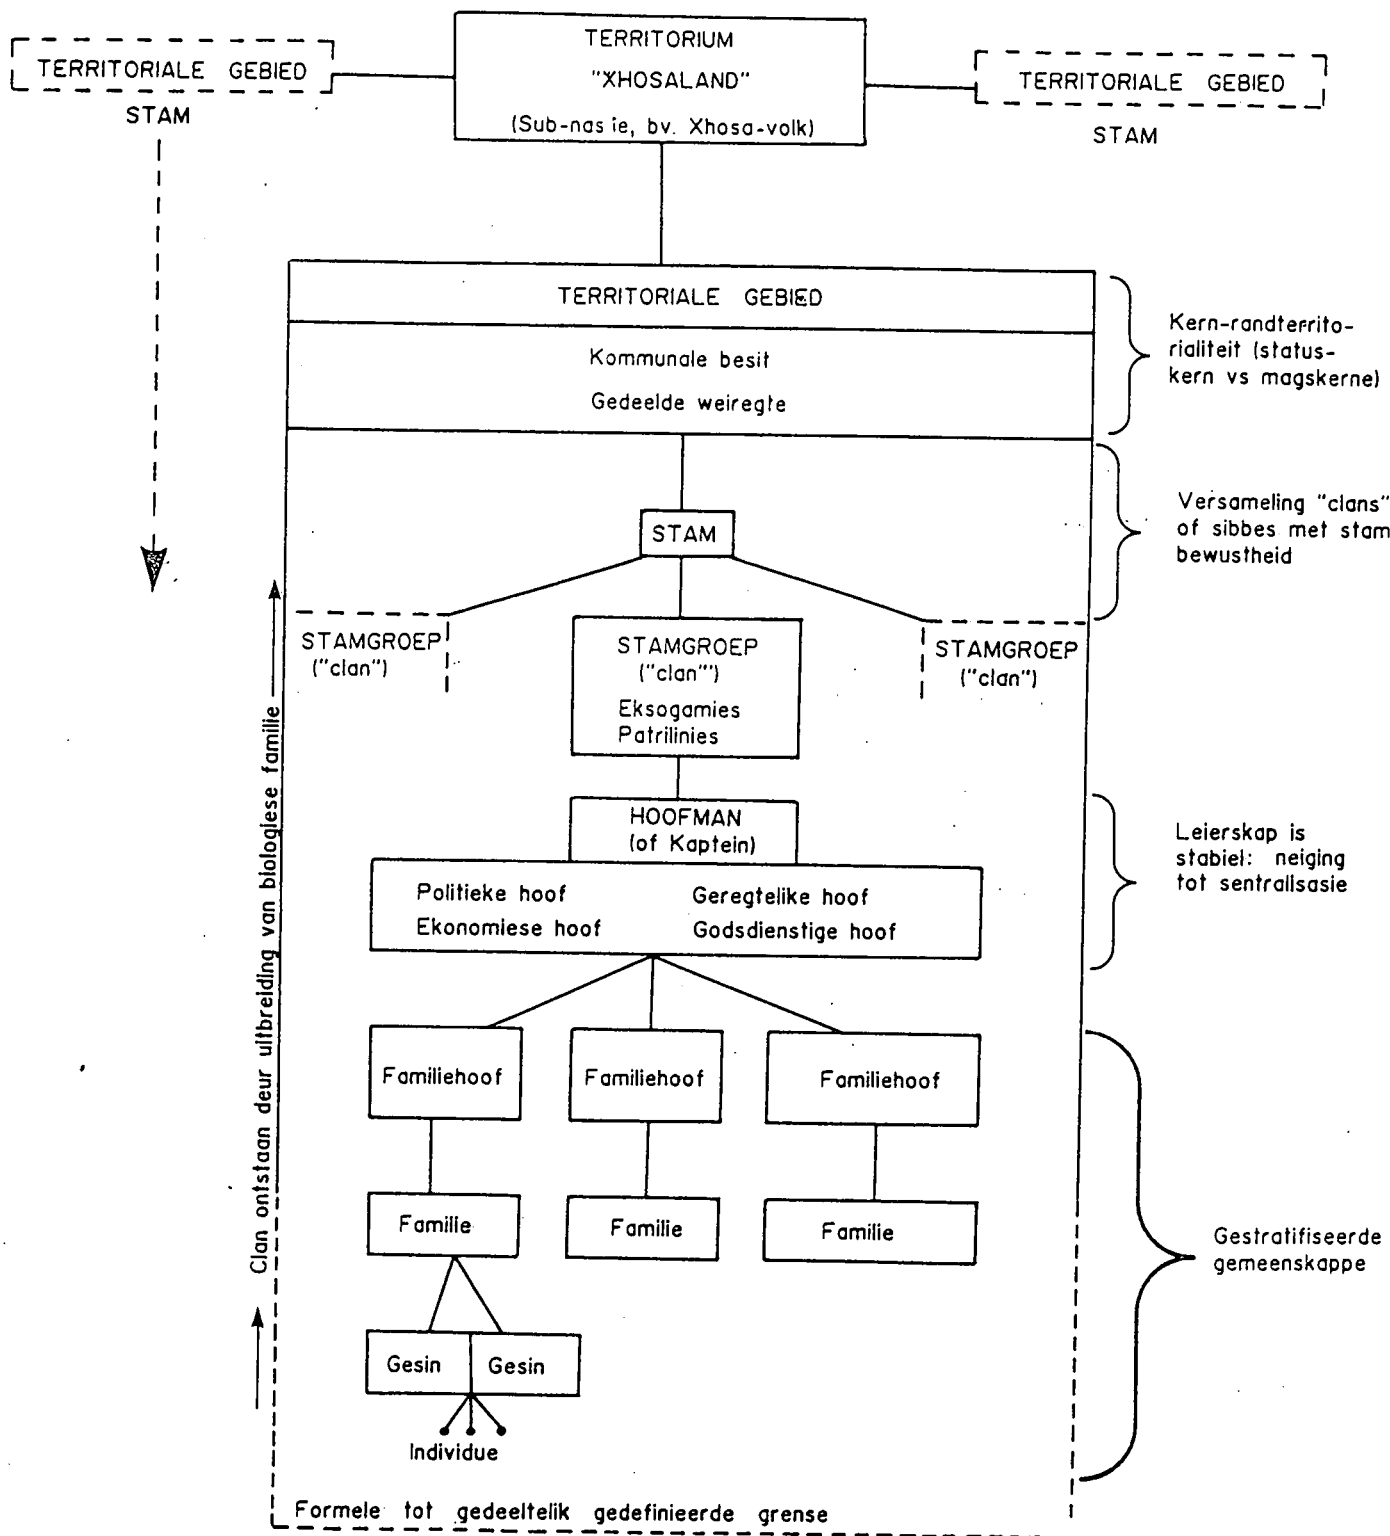 TERRITORIUM
"XHOSALAND"
(Sub-nasie, bv. Xhosa-volk)
TERRITORIALE GEBIED
STAM
TERRITORIALE GEBIED
STAM
TERRITORIALE GEBIED
Kommunale besit
Gedeelde weiregte
Kern-randterrito-
rialiteit (status-
kern vs magskerne)
STAM
Versameling "clans"
of sibbes met stam
bewustheid
STAMGROEP
("clan")
STAMGROEP
("clan"')
Eksogamies
Patrilinies
STAMGROEP
("clan")
HOOFMAN
(of Kaptein)
Politieke hoof
Geregtelike hoof
Ekonomiese hoof
Godsdienstige hoof
Leierskap is
stabiel: neiging
tot sentralisasie
Familiehoof
Familiehoof
Familiehoof
Familie
Familie
Familie
Gesin
Gesin
Individue
Gestratifiseerde
gemeenskappe
Clan ontstaan deur uitbreiding van biologiese familie
Formele tot gedeeltelik gedefinieerde grense